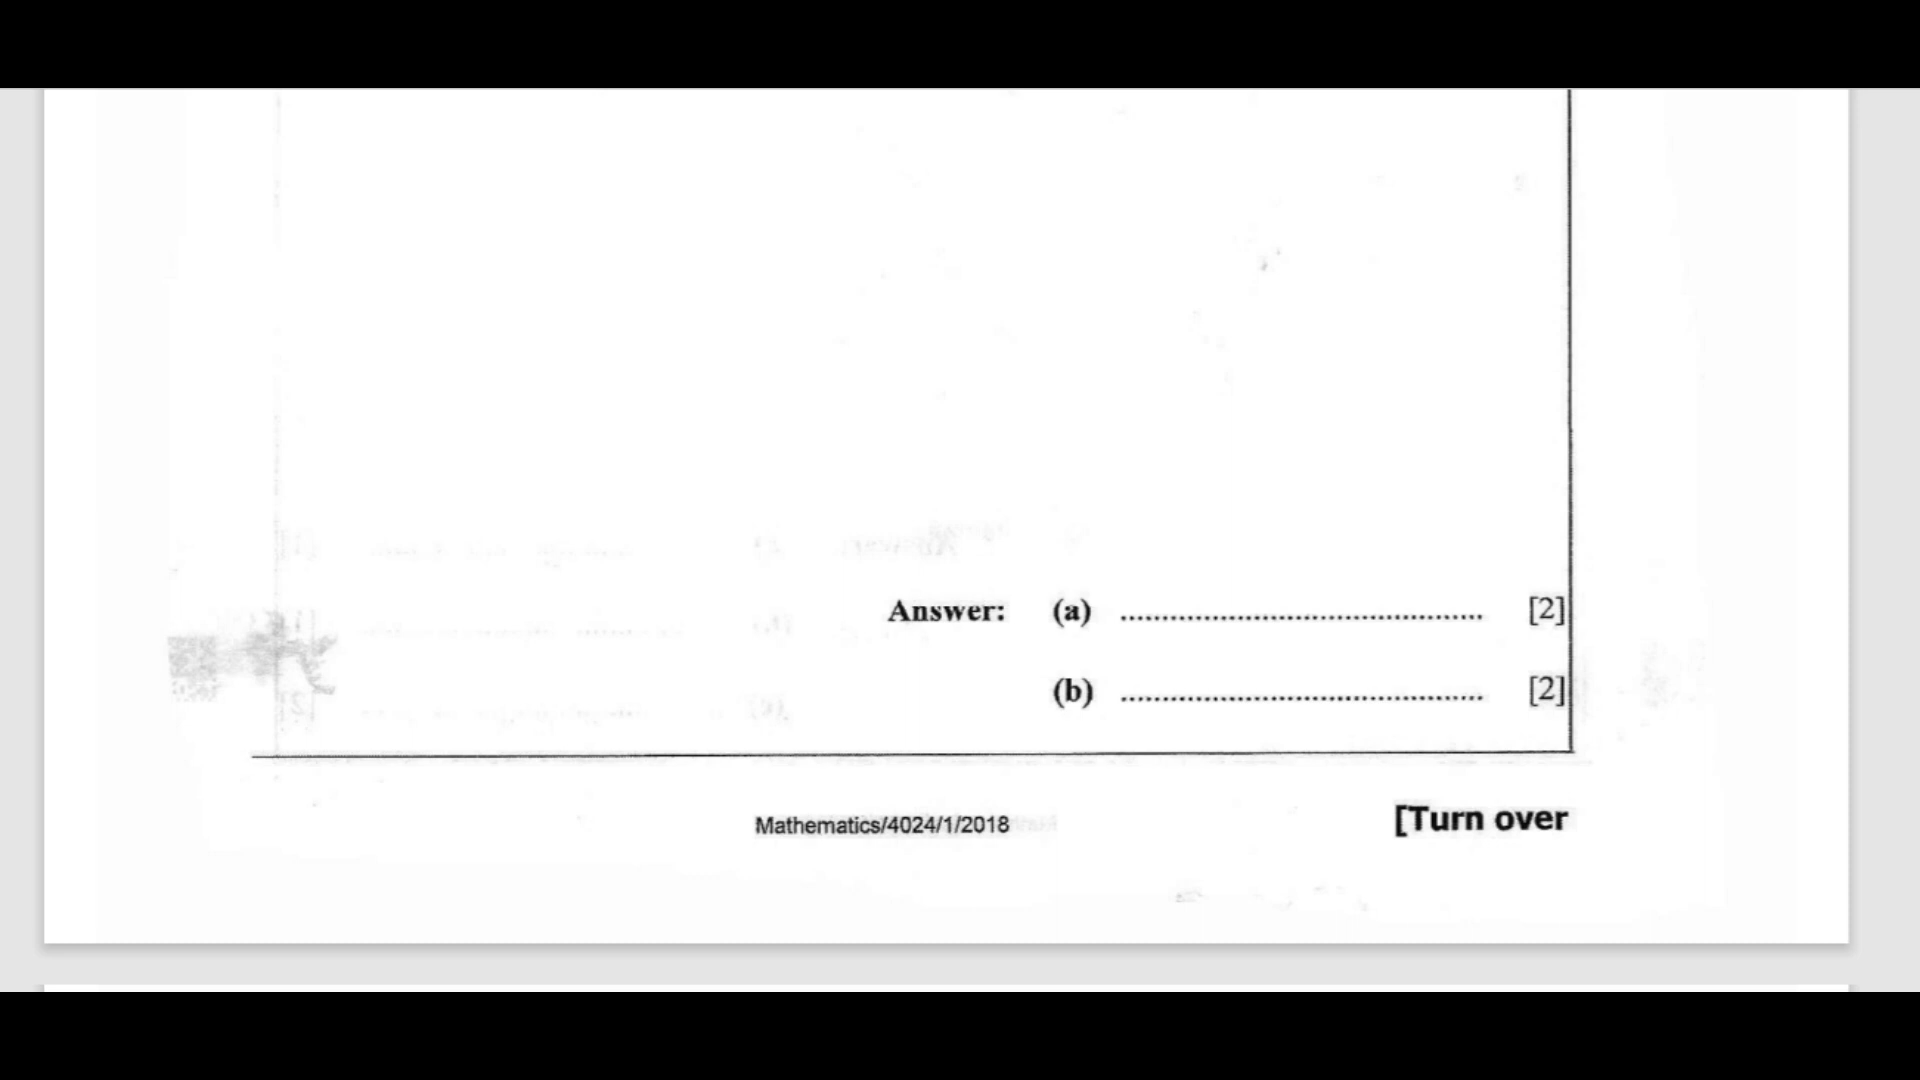 Answer: (a) ........................................... [2]
(b) ........................................... [2]
Mathematics/4024/1/2018
[Turn over